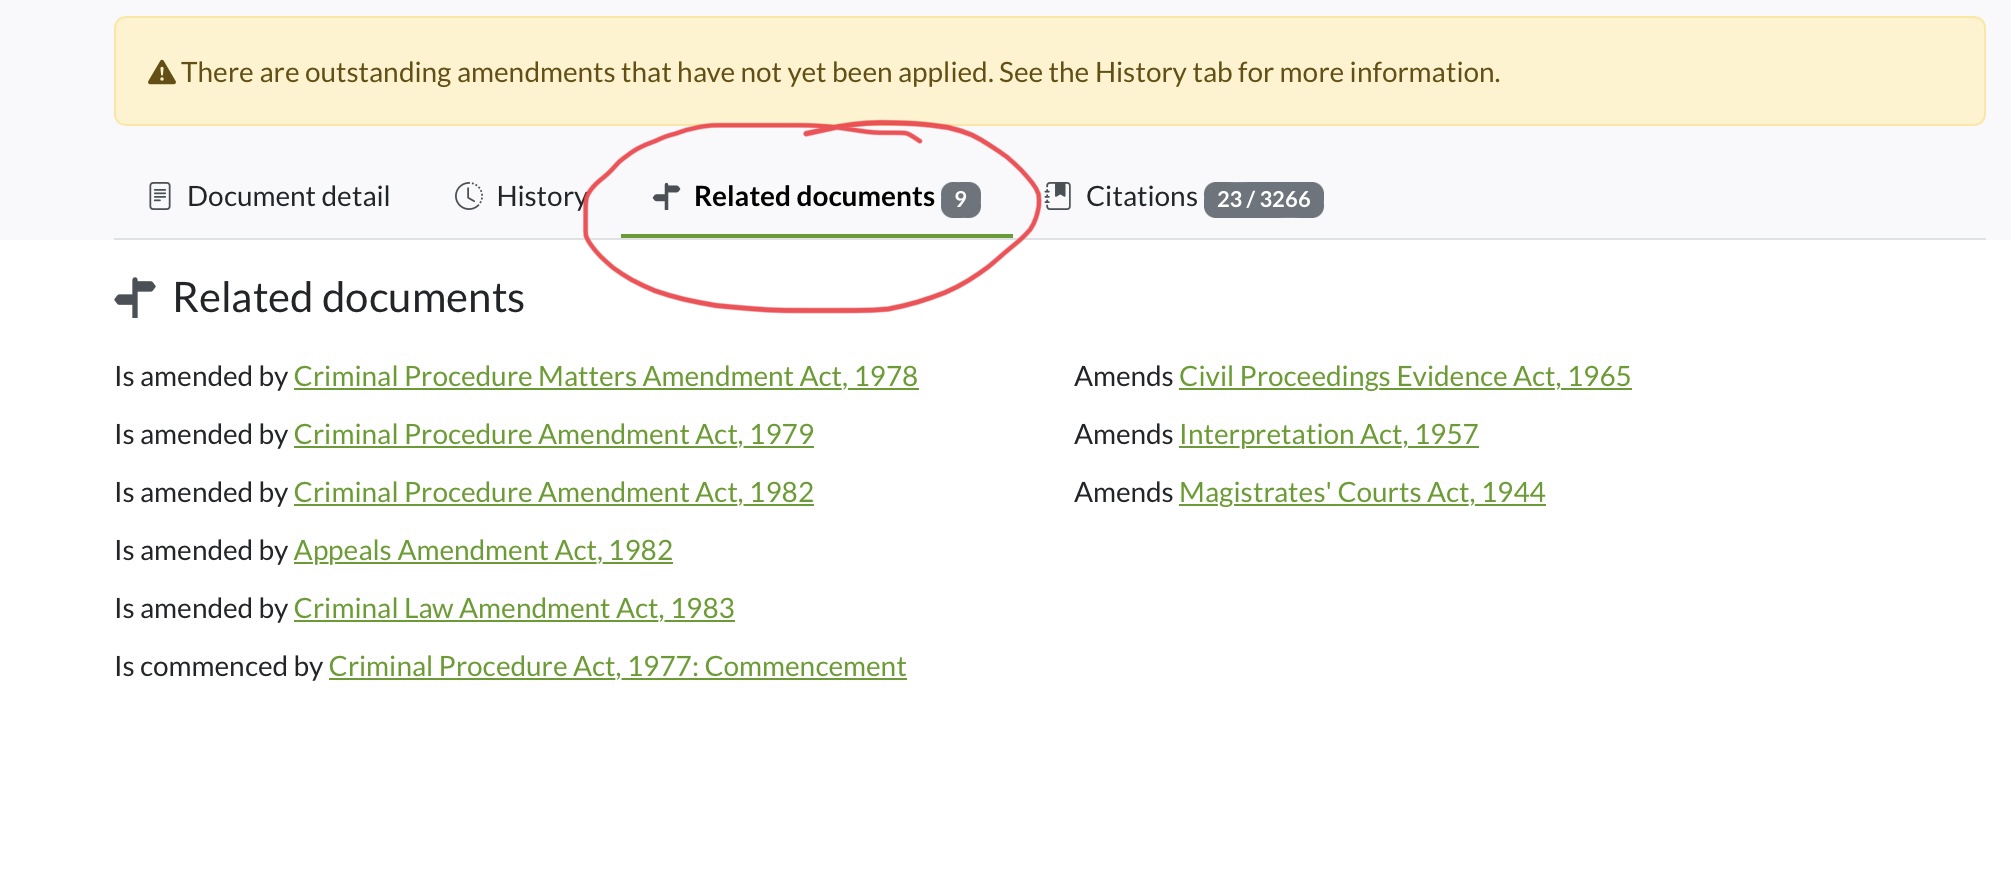 There are outstanding amendments that have not yet been applied. See the History tab for more information.
Document detail
History
Related documents 9
Citations 23 / 3266
Related documents
Is amended by Criminal Procedure Matters Amendment Act, 1978
Is amended by Criminal Procedure Amendment Act, 1979
Is amended by Criminal Procedure Amendment Act, 1982
Is amended by Appeals Amendment Act, 1982
Is amended by Criminal Law Amendment Act, 1983
Is commenced by Criminal Procedure Act, 1977: Commencement
Amends Civil Proceedings Evidence Act, 1965
Amends Interpretation Act, 1957
Amends Magistrates' Courts Act, 1944